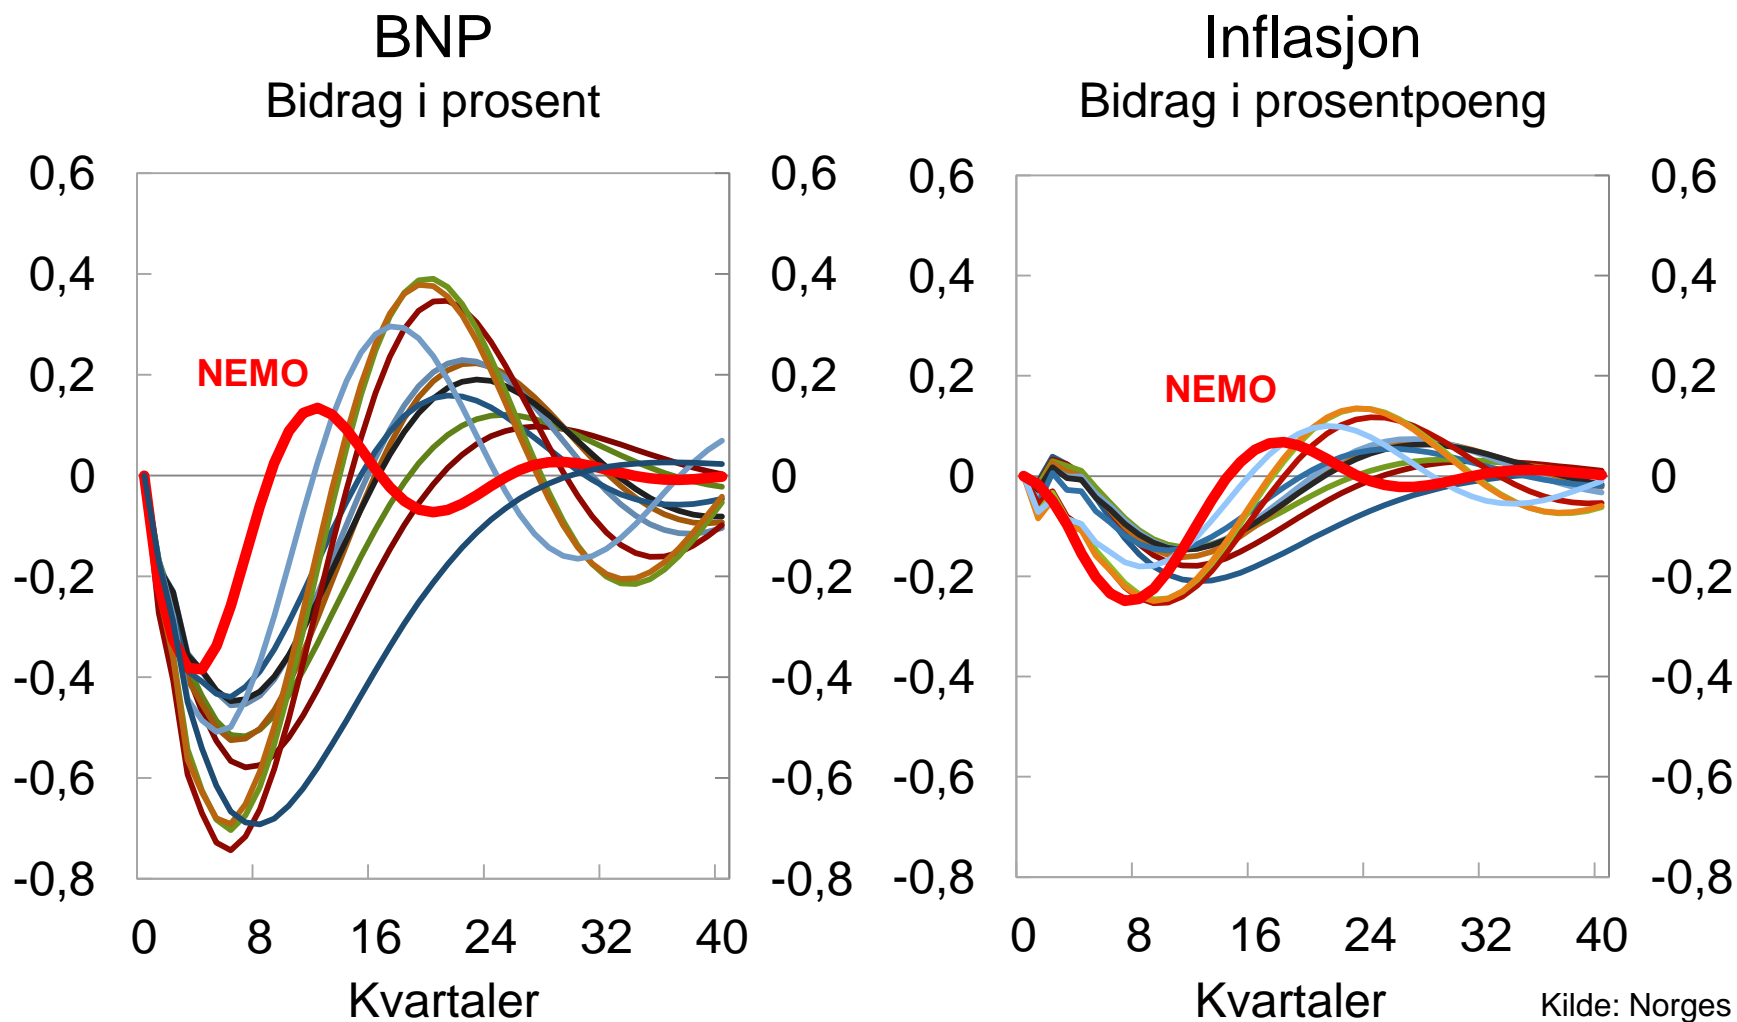 BNP
Bidrag i prosent
0,6
0,4
0,2
0
-0,2
-0,4
-0,6
-0,8
NEMO
0,6
0,4
0,2
0
-0,2
-0,4
-0,6
-0,8
0 8 16 24 32 40
Kvartaler
Inflasjon
Bidrag i prosentpoeng
0,6
0,4
0,2
0
-0,2
-0,4
-0,6
-0,8
NEMO
0,6
0,4
0,2
0
-0,2
-0,4
-0,6
-0,8
0 8 16 24 32 40
Kvartaler
Kilde: Norges